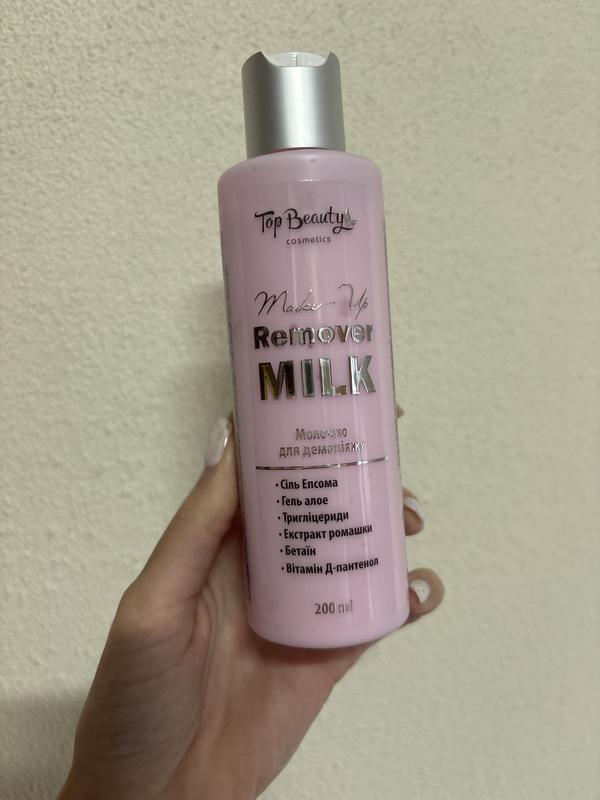 Top Beauty
cosmetics
Make-Up
Remover
MILK
Молочко
для демакіяжу
• Сіль Епсома
• Гель алое
• Тригліцериди
• Екстракт ромашки
• Бетаїн
• Вітамін Д-пантенол
200 ml